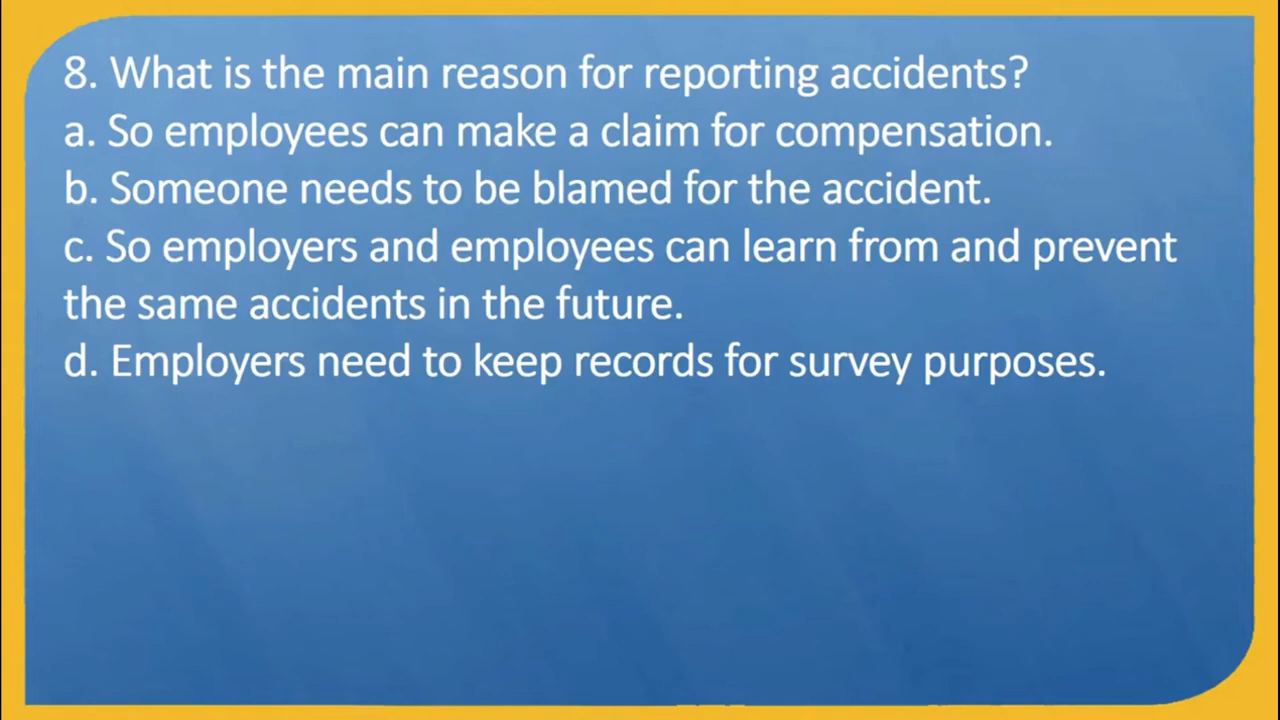 8. What is the main reason for reporting accidents?
a. So employees can make a claim for compensation.
b. Someone needs to be blamed for the accident.
c. So employers and employees can learn from and prevent
the same accidents in the future.
d. Employers need to keep records for survey purposes.